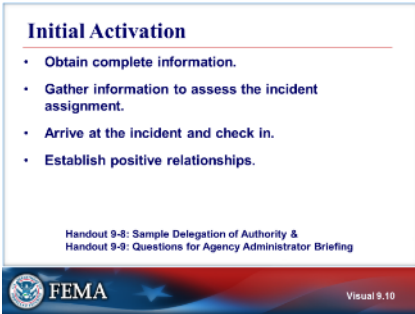 Initial Activation
• Obtain complete information.
• Gather information to assess the incident
assignment.
• Arrive at the incident and check in.
• Establish positive relationships.
Handout 9-8: Sample Delegation of Authority &
Handout 9-9: Questions for Agency Administrator Briefing
FEMA
Visual 9.10